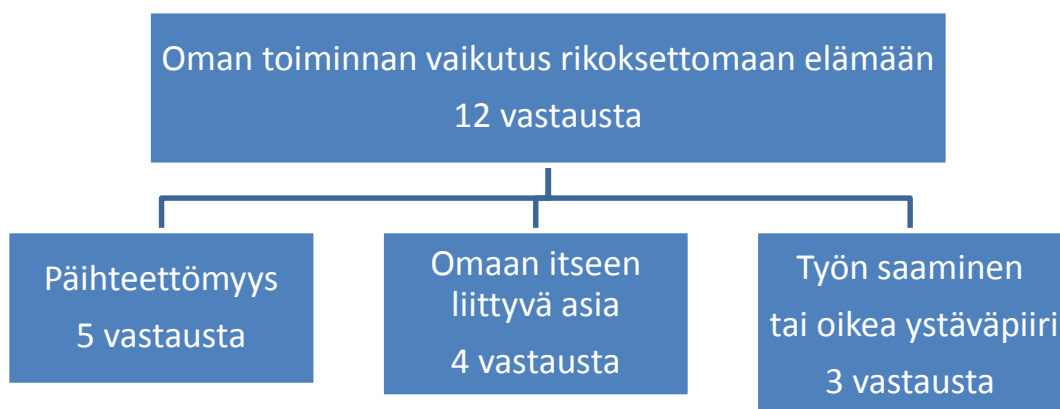 Oman toiminnan vaikutus rikoksettomaan elämään
12 vastausta
Päihteettömyys
5 vastausta
Omaan itseen
liittyvä asia
4 vastausta
Työn saaminen
tai oikea ystäväpiiri
3 vastausta